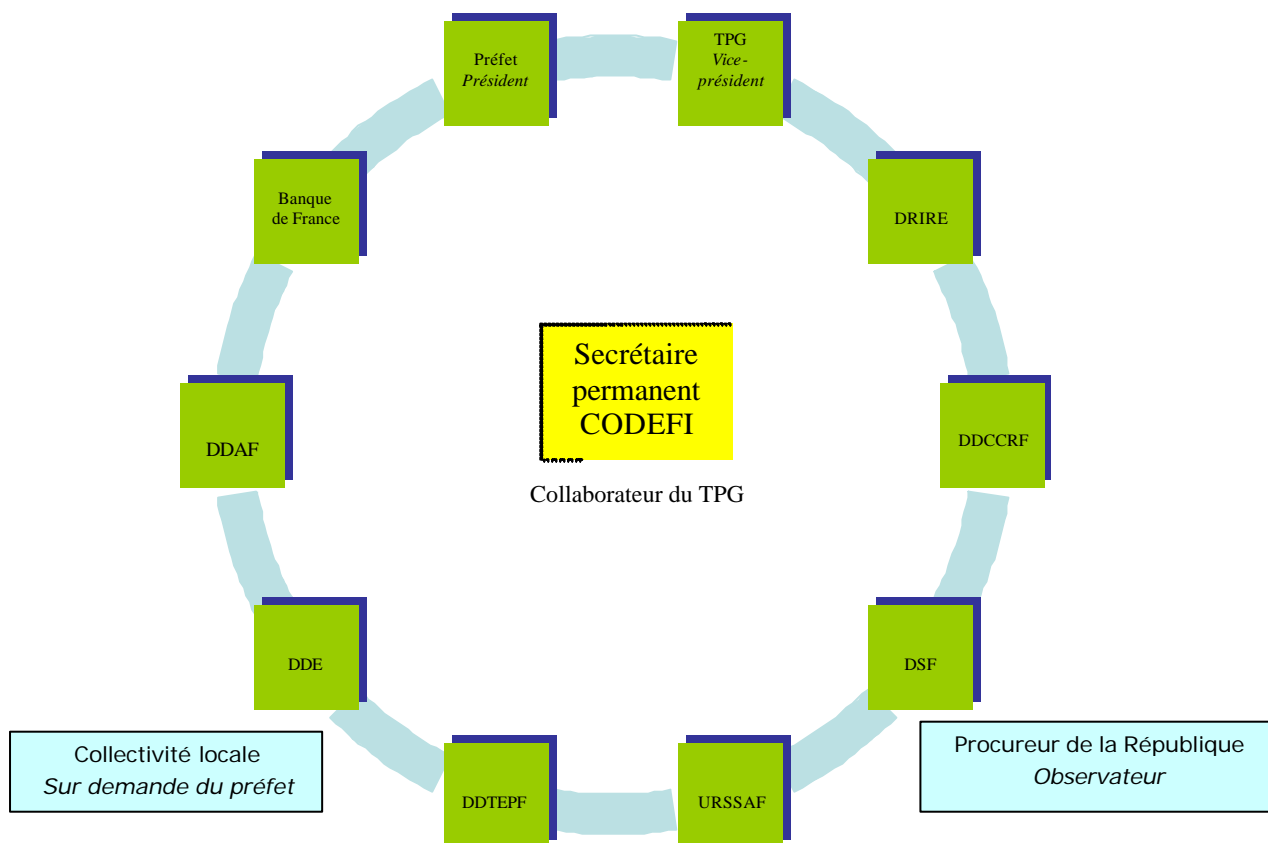 Préfet
Président
TPG
Vice-
président
Banque
de France
DRIRE
Secrétaire
permanent
CODEFI
Collaborateur du TPG
DDAF
DDCCRF
DDE
DSF
Collectivité locale
Sur demande du préfet
Procureur de la République
Observateur
DDTEPF
URSSAF